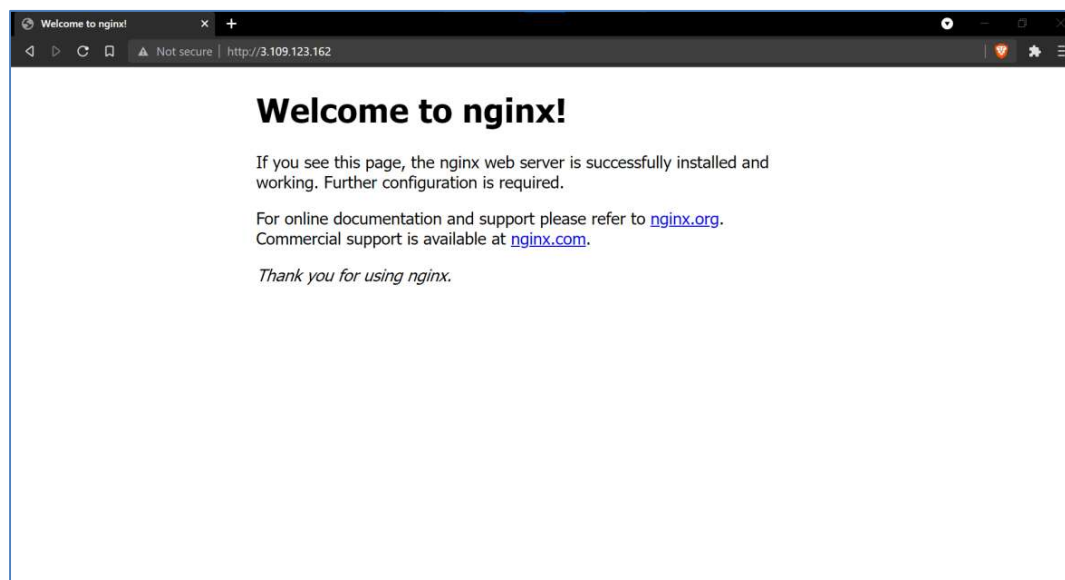 Welcome to nginx!
Not secure | http://3.109.123.162
Welcome to nginx!
If you see this page, the nginx web server is successfully installed and
working. Further configuration is required.
For online documentation and support please refer to nginx.org.
Commercial support is available at nginx.com.
Thank you for using nginx.